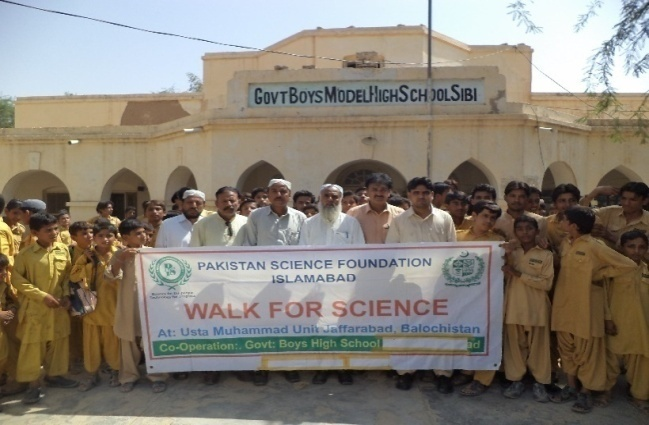 GOVT BOYS MODEL HIGH SCHOOL SIBI
PAKISTAN SCIENCE FOUNDATION
ISLAMABAD
WALK FOR SCIENCE
At: Usta Muhammad Unit Jaffarabad, Balochistan
Co-Operation:. Govt: Boys High School